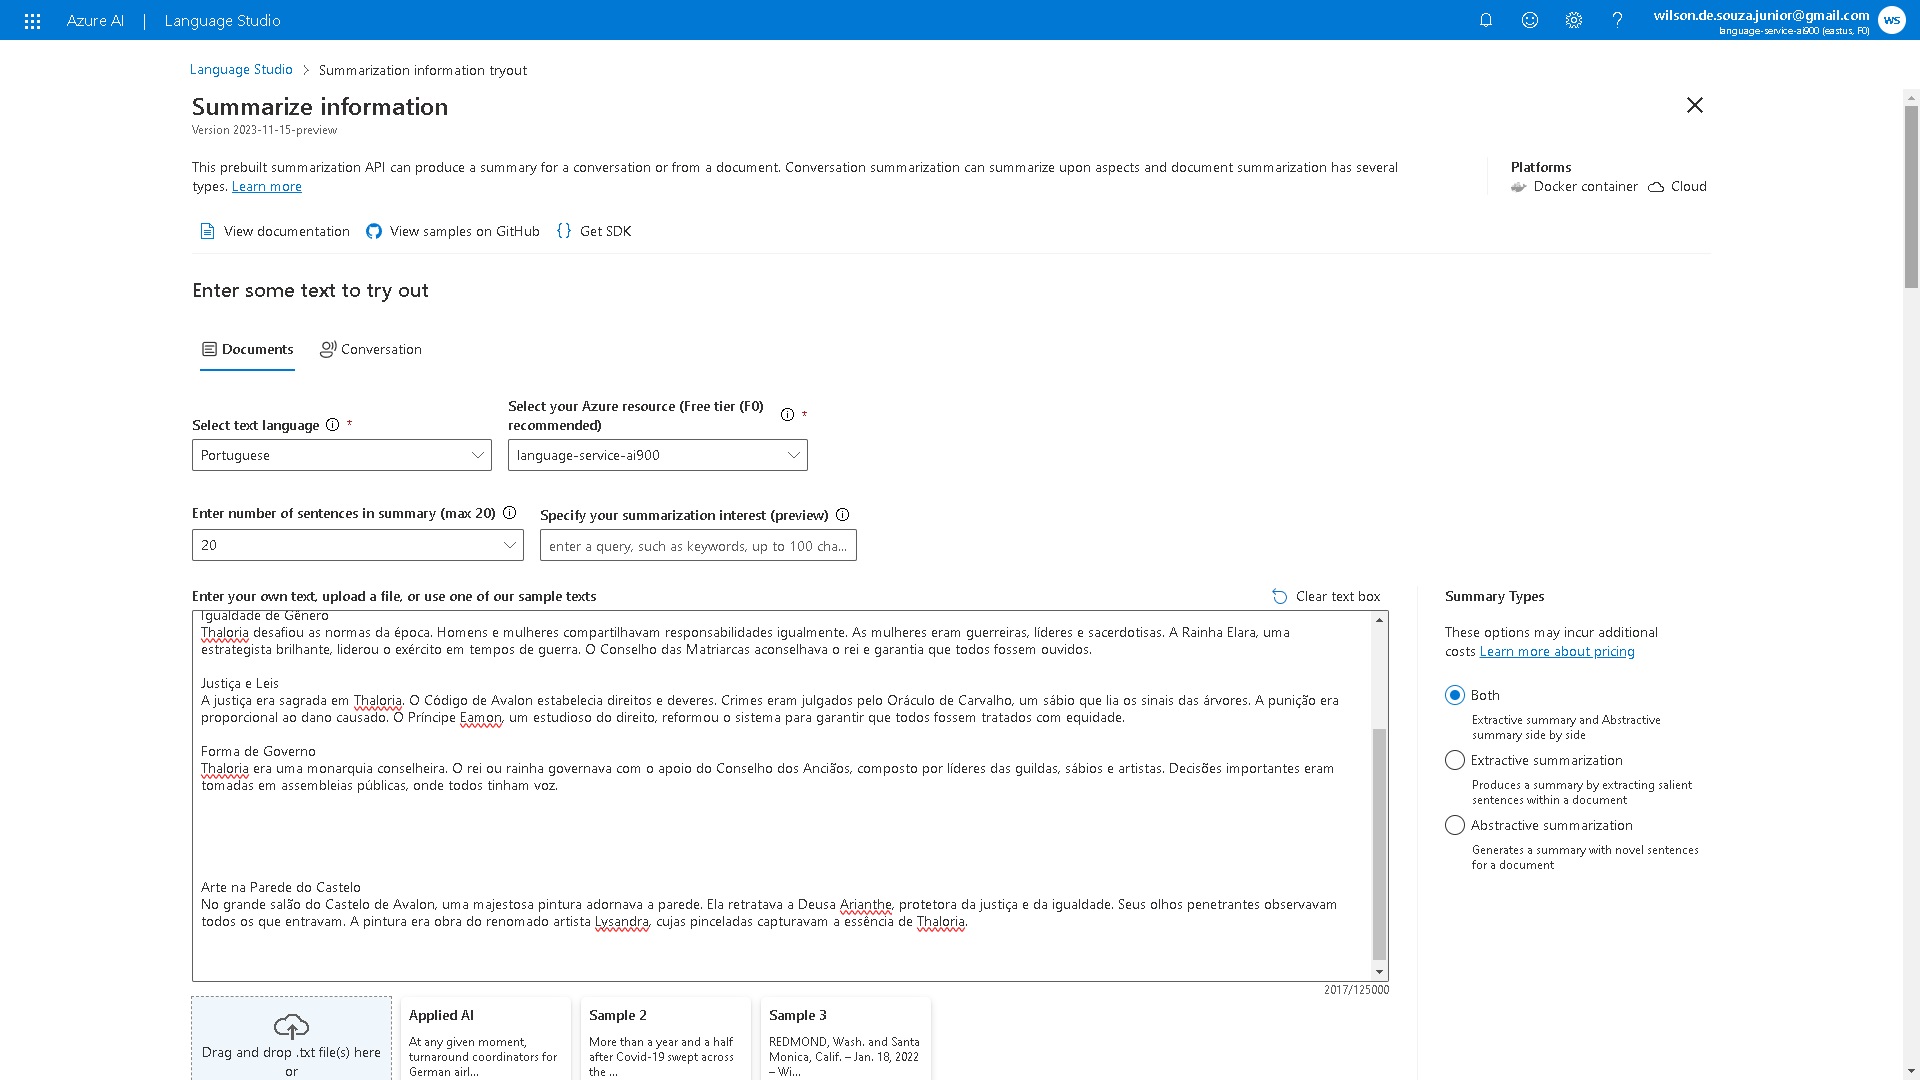 Azure AI | Language Studio
wilson.de.souza.junior@gmail.com
language-service-ai900 (eastus, F0)
WS
Language Studio > Summarization information tryout
Summarize information
Version 2023-11-15-preview
This prebuilt summarization API can produce a summary for a conversation or from a document. Conversation summarization can summarize upon aspects and document summarization has several
types. Learn more
Platforms
Docker container Cloud
View documentation View samples on GitHub Get SDK
Enter some text to try out
Documents Conversation
Select text language *
Select your Azure resource (Free tier (F0)
recommended) *
Portuguese
language-service-ai900
Enter number of sentences in summary (max 20)
Specify your summarization interest (preview)
20
enter a query, such as keywords, up to 100 cha...
Enter your own text, upload a file, or use one of our sample texts
Clear text box
Igualdade de Gênero
Thaloria desafiou as normas da época. Homens e mulheres compartilhavam responsabilidades igualmente. As mulheres eram guerreiras, líderes e sacerdotisas. A Rainha Elara, uma
estrategista brilhante, liderou o exército em tempos de guerra. O Conselho das Matriarcas aconselhava o rei e garantia que todos fossem ouvidos.
Justiça e Leis
A justiça era sagrada em Thaloria. O Código de Avalon estabelecia direitos e deveres. Crimes eram julgados pelo Oráculo de Carvalho, um sábio que lia os sinais das árvores. A punição era
proporcional ao dano causado. O Príncipe Eamon, um estudioso do direito, reformou o sistema para garantir que todos fossem tratados com equidade.
Forma de Governo
Thaloria era uma monarquia conselheira. O rei ou rainha governava com o apoio do Conselho dos Anciãos, composto por líderes das guildas, sábios e artistas. Decisões importantes eram
tomadas em assembleias públicas, onde todos tinham voz.
Arte na Parede do Castelo
No grande salão do Castelo de Avalon, uma majestosa pintura adornava a parede. Ela retratava a Deusa Arianthe, protetora da justiça e da igualdade. Seus olhos penetrantes observavam
todos os que entravam. A pintura era obra do renomado artista Lysandra, cujas pinceladas capturavam a essência de Thaloria.
2017/125000
Summary Types
These options may incur additional
costs Learn more about pricing
Both
Extractive summary and Abstractive
summary side by side
Extractive summarization
Produces a summary by extracting salient
sentences within a document
Abstractive summarization
Generates a summary with novel sentences
for a document
Drag and drop .txt file(s) here
or
Applied AI
At any given moment,
turnaround coordinators for
German airl...
Sample 2
More than a year and a half
after Covid-19 swept across
the ...
Sample 3
REDMOND, Wash. and Santa
Monica, Calif. – Jan. 18, 2022
– Wi...